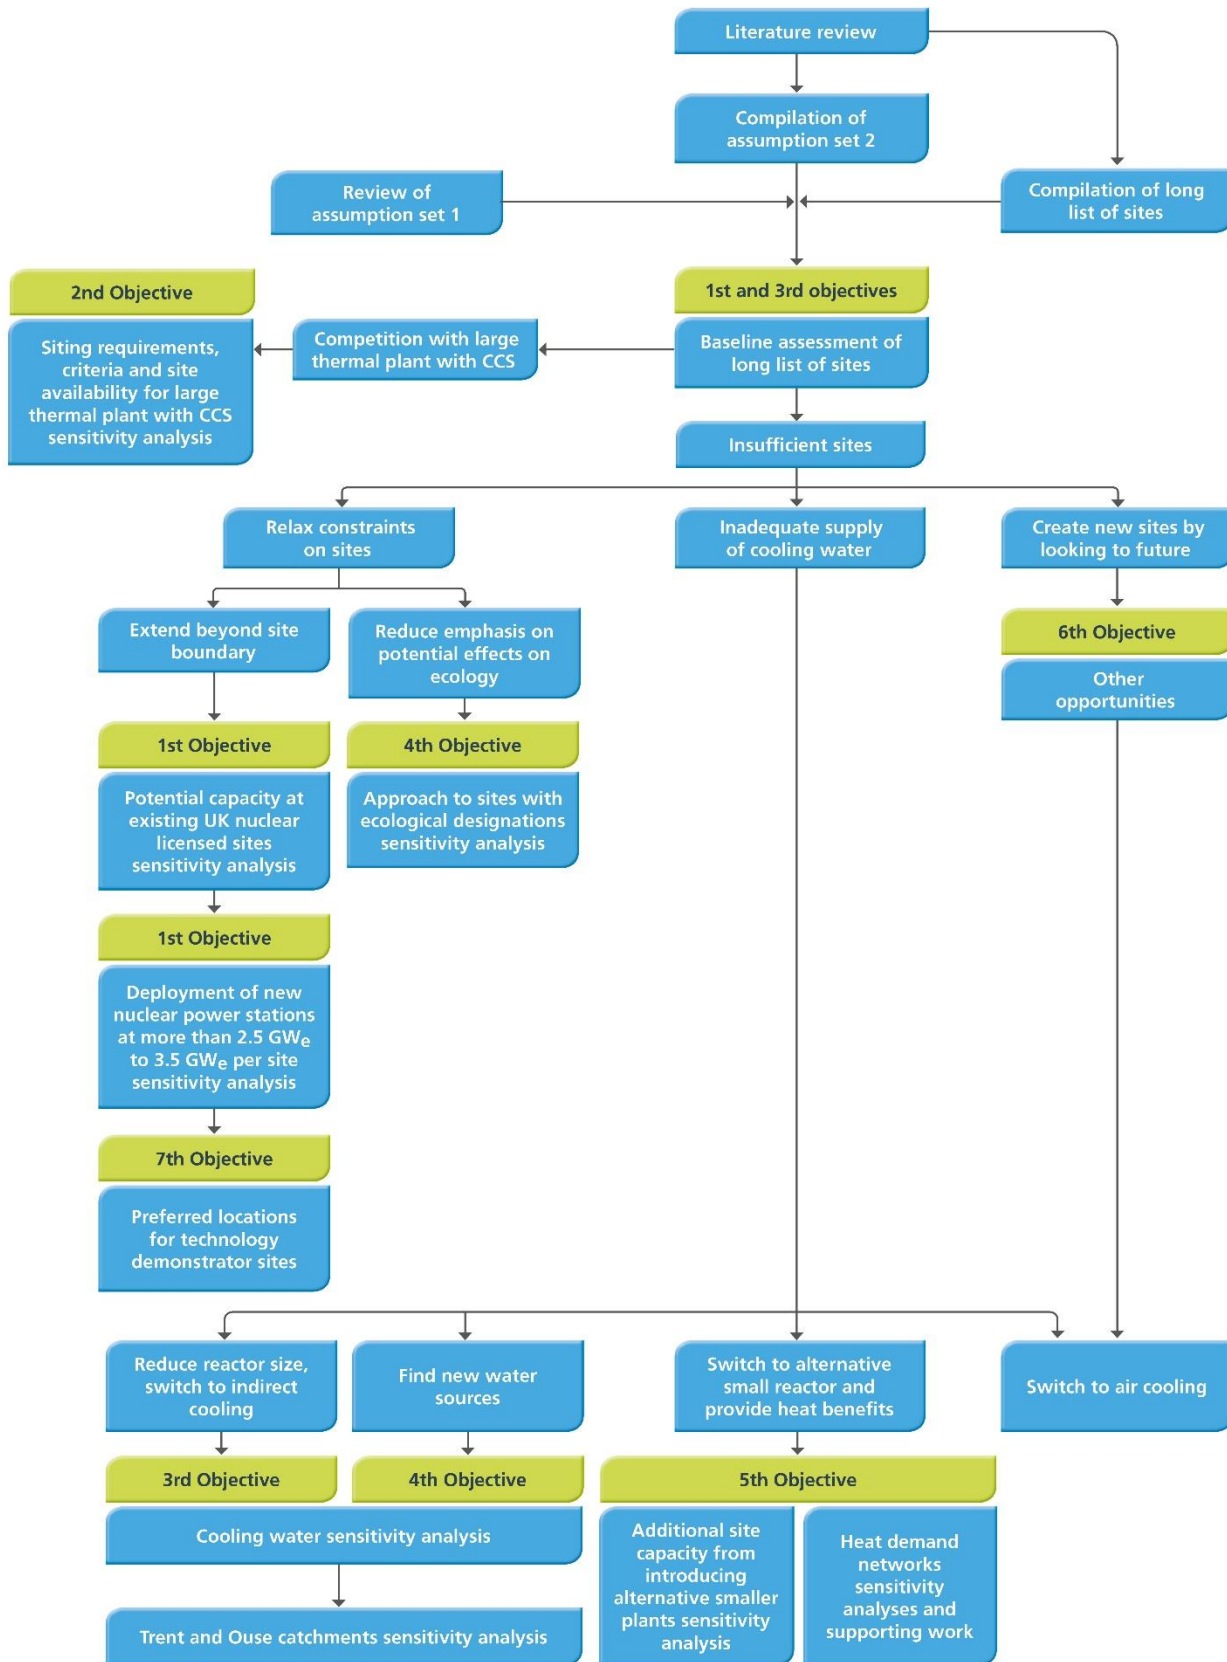 Literature review
Compilation of
assumption set 2
Review of
assumption set 1
Compilation of long
list of sites
2nd Objective
Siting requirements,
criteria and site
availability for large
thermal plant with CCS
sensitivity analysis
Competition with large
thermal plant with CCS
1st and 3rd objectives
Baseline assessment of
long list of sites
Insufficient sites
Relax constraints
on sites
Inadequate supply
of cooling water
Create new sites by
looking to future
Extend beyond site
boundary
Reduce emphasis on
potential effects on
ecology
6th Objective
Other
opportunities
1st Objective
Potential capacity at
existing UK nuclear
licensed sites
sensitivity analysis
4th Objective
Approach to sites with
ecological designations
sensitivity analysis
1st Objective
Deployment of new
nuclear power stations
at more than 2.5 GWe
to 3.5 GWe per site
sensitivity analysis
7th Objective
Preferred locations
for technology
demonstrator sites
Reduce reactor size,
switch to indirect
cooling
Find new water
sources
Switch to alternative
small reactor and
provide heat benefits
Switch to air cooling
3rd Objective
4th Objective
5th Objective
Cooling water sensitivity analysis
Trent and Ouse catchments sensitivity analysis
Additional site
capacity from
introducing
alternative smaller
plants sensitivity
analysis
Heat demand
networks
sensitivity
analyses and
supporting work